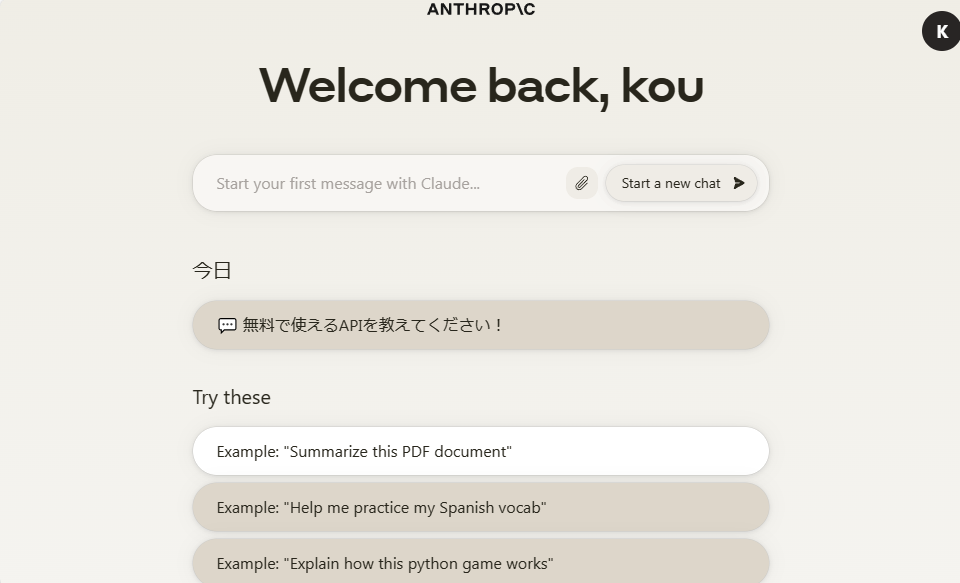 ANTHROP\C
K
Welcome back, kou
Start your first message with Claude...
Start a new chat
今日
💬 無料で使えるAPIを教えてください！
Try these
Example: "Summarize this PDF document"
Example: "Help me practice my Spanish vocab"
Example: "Explain how this python game works"